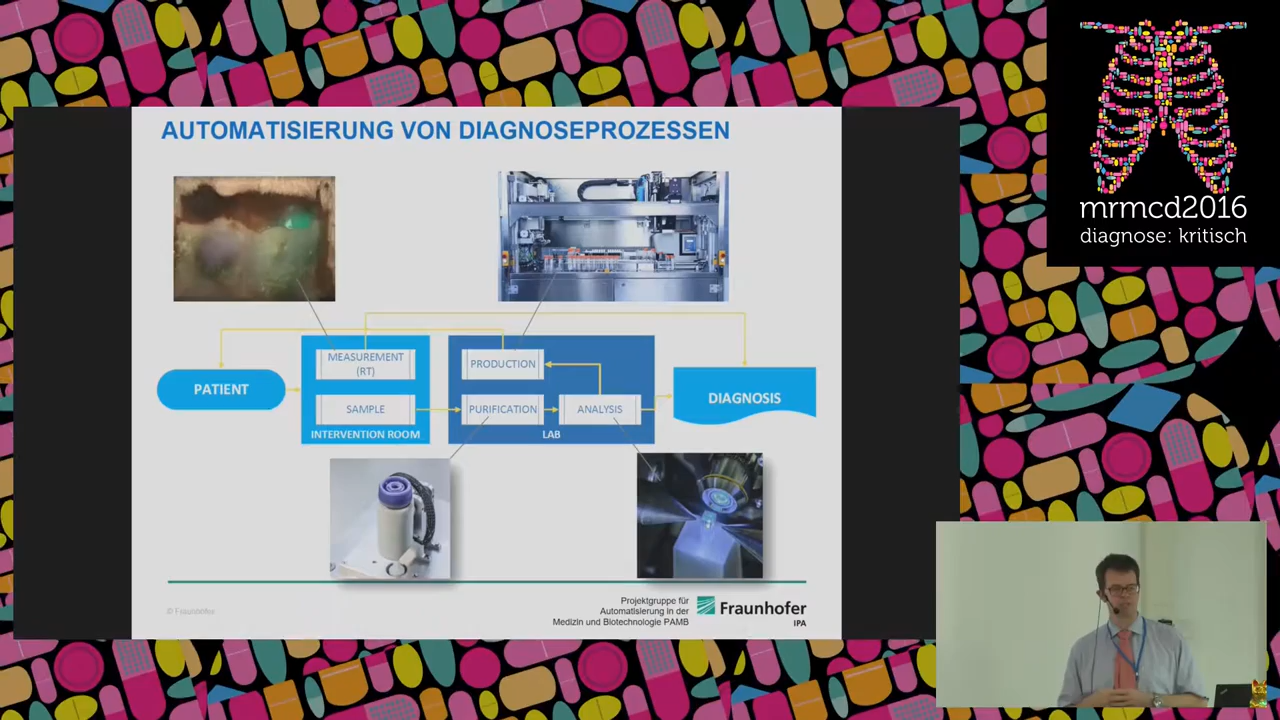 AUTOMATISIERUNG VON DIAGNOSEPROZESSEN
MEASUREMENT
(RT)
PRODUCTION
PATIENT
DIAGNOSIS
SAMPLE
PURIFICATION
ANALYSIS
INTERVENTION ROOM
LAB
© Fraunhofer
Projektgruppe für
Automatisierung in der
Medizin und Biotechnologie PAMB
Fraunhofer
IPA
mrmcd2016
diagnose: kritisch